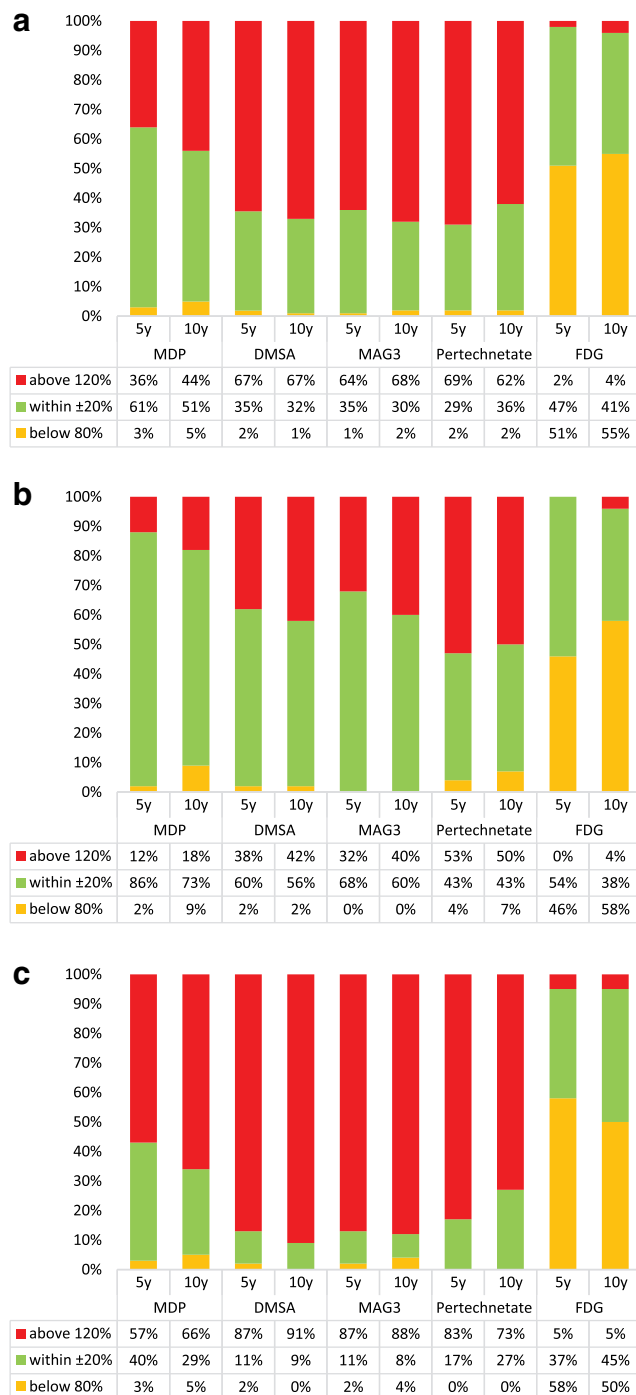 a
100%
90%
80%
70%
60%
50%
40%
30%
20%
10%
0%
5y 10y 5y 10y 5y 10y 5y 10y 5y 10y
MDP DMSA MAG3 Pertechnetate FDG
above 120% 36% 44% 67% 67% 64% 68% 69% 62% 2% 4%
within ±20% 61% 51% 35% 32% 35% 30% 29% 36% 47% 41%
below 80% 3% 5% 2% 1% 1% 2% 2% 2% 51% 55%
b
100%
90%
80%
70%
60%
50%
40%
30%
20%
10%
0%
5y 10y 5y 10y 5y 10y 5y 10y 5y 10y
MDP DMSA MAG3 Pertechnetate FDG
above 120% 12% 18% 38% 42% 32% 40% 53% 50% 0% 4%
within ±20% 86% 73% 60% 56% 68% 60% 43% 43% 54% 38%
below 80% 2% 9% 2% 2% 0% 0% 4% 7% 46% 58%
c
100%
90%
80%
70%
60%
50%
40%
30%
20%
10%
0%
5y 10y 5y 10y 5y 10y 5y 10y 5y 10y
MDP DMSA MAG3 Pertechnetate FDG
above 120% 57% 66% 87% 91% 87% 88% 83% 73% 5% 5%
within ±20% 40% 29% 11% 9% 11% 8% 17% 27% 37% 45%
below 80% 3% 5% 2% 0% 2% 4% 0% 0% 58% 50%